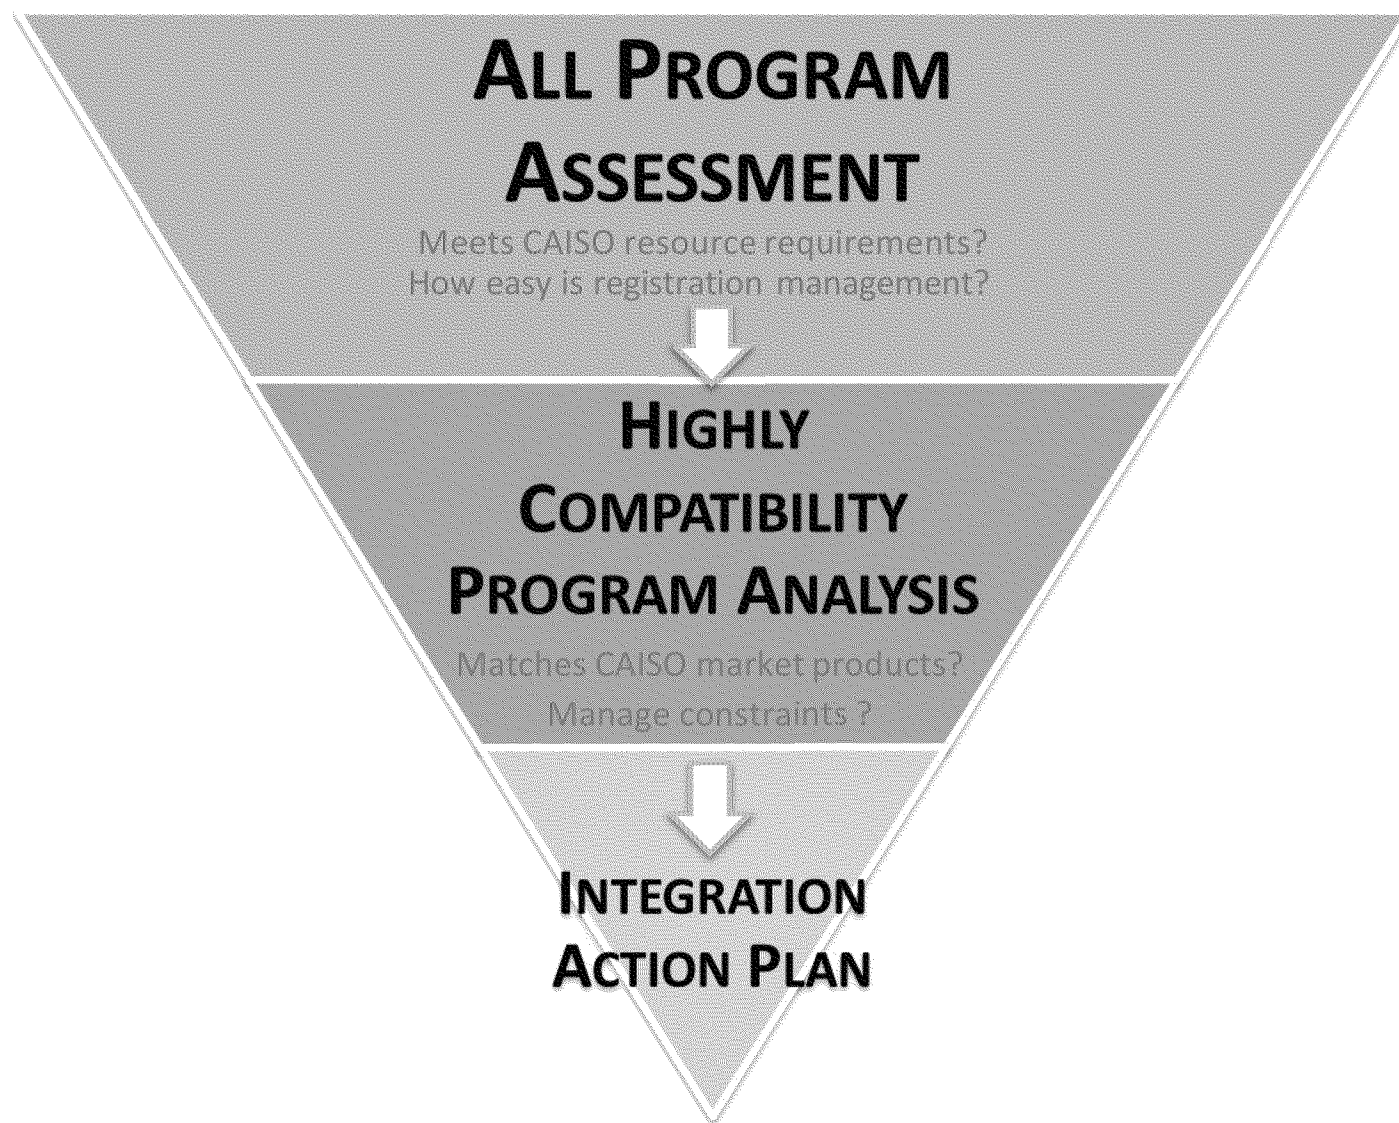 ALL PROGRAM
ASSESSMENT
Meets CAISO resource requirements?
How easy is registration management?
HIGHLY
COMPATIBILITY
PROGRAM ANALYSIS
Matches CAISO market products?
Manage constraints ?
INTEGRATION
ACTION PLAN